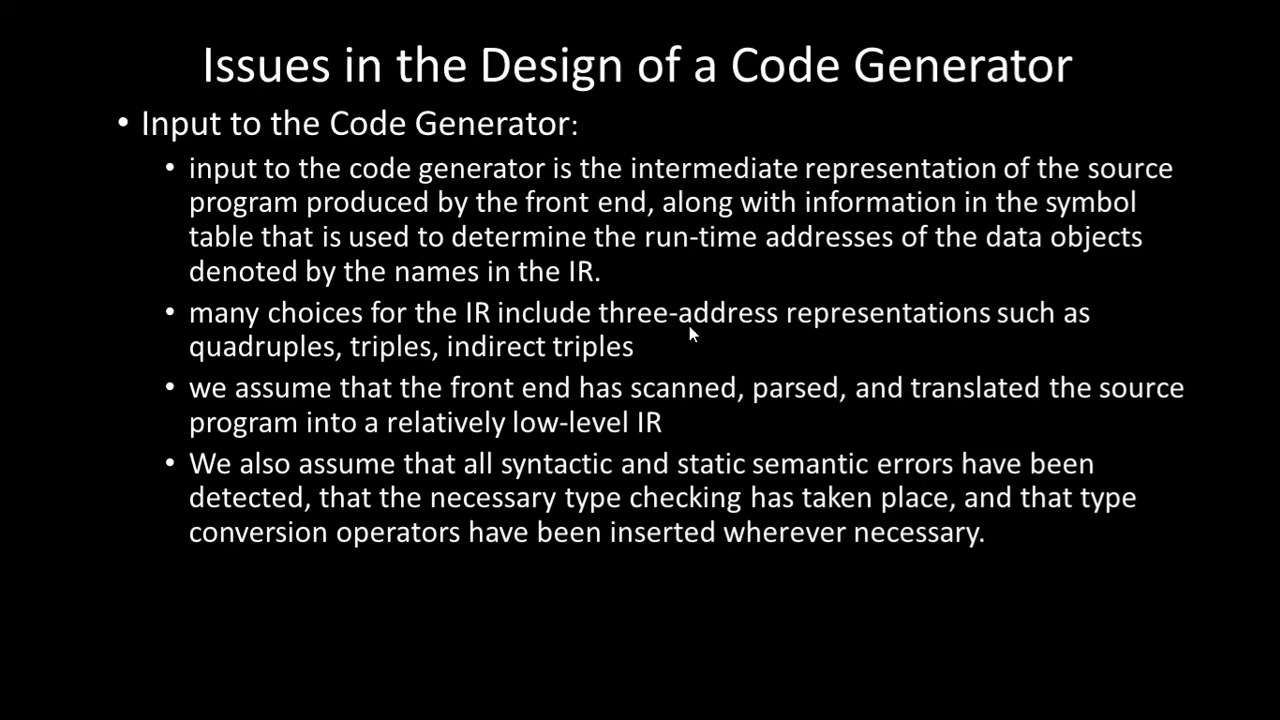 Issues in the Design of a Code Generator
• Input to the Code Generator:
• input to the code generator is the intermediate representation of the source
program produced by the front end, along with information in the symbol
table that is used to determine the run-time addresses of the data objects
denoted by the names in the IR.
• many choices for the IR include three-address representations such as
quadruples, triples, indirect triples
• we assume that the front end has scanned, parsed, and translated the source
program into a relatively low-level IR
• We also assume that all syntactic and static semantic errors have been
detected, that the necessary type checking has taken place, and that type
conversion operators have been inserted wherever necessary.